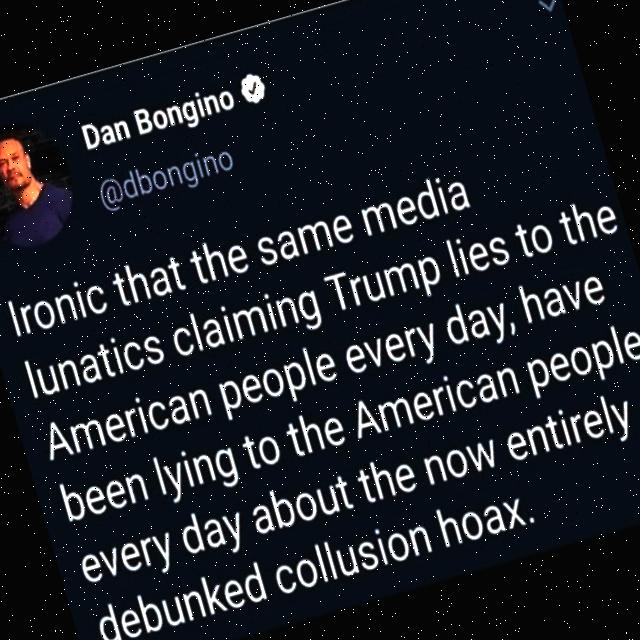 Dan Bongino
@dbongino
Ironic that the same media
lunatics claiming Trump lies to the
American people every day, have
been lying to the American people
every day about the now entirely
debunked collusion hoax.